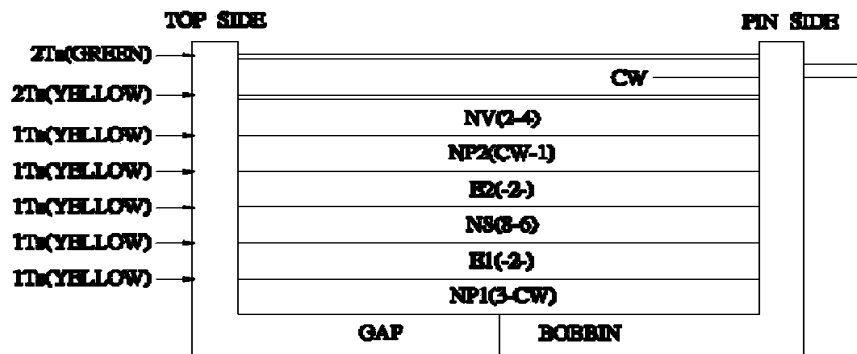 TOP SIDE PIN SIDE
2Ts(GREEN)
CW
2Ts(YELLOW)
NV(2-4)
1Ts(YELLOW)
NP2(CW-1)
1Ts(YELLOW)
E2(-2-)
1Ts(YELLOW)
NS(8-6)
1Ts(YELLOW)
E1(-2-)
1Ts(YELLOW)
NP1(3-CW)
GAP BOBBIN